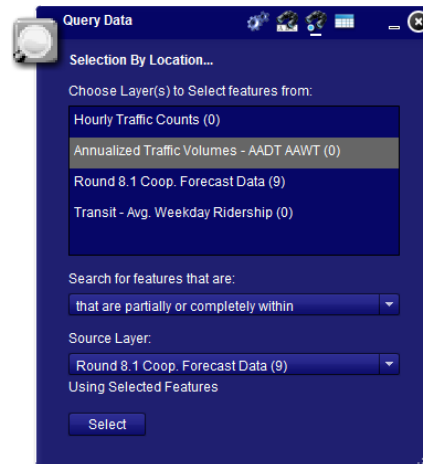 Query Data
Selection By Location...
Choose Layer(s) to Select features from:
Hourly Traffic Counts (0)
Annualized Traffic Volumes - AADT AAWT (0)
Round 8.1 Coop. Forecast Data (9)
Transit - Avg. Weekday Ridership (0)
Search for features that are:
that are partially or completely within
Source Layer:
Round 8.1 Coop. Forecast Data (9)
Using Selected Features
Select